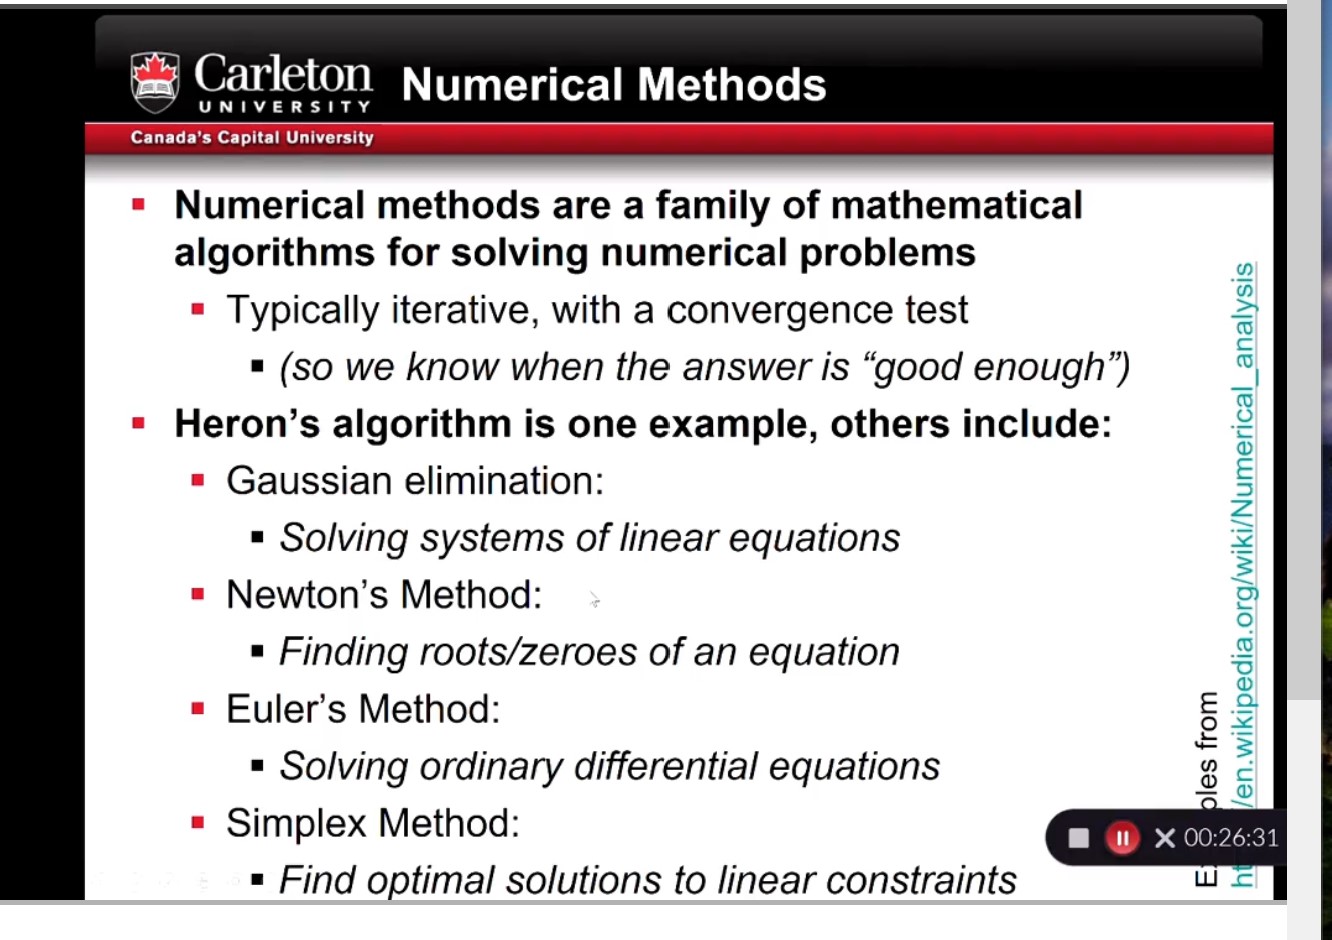 Carleton
UNIVERSITY
Numerical Methods
Canada's Capital University
Numerical methods are a family of mathematical
algorithms for solving numerical problems
Typically iterative, with a convergence test
(so we know when the answer is “good enough”)
Heron’s algorithm is one example, others include:
Gaussian elimination:
Solving systems of linear equations
Newton’s Method:
Finding roots/zeroes of an equation
Euler’s Method:
Solving ordinary differential equations
Simplex Method:
Find optimal solutions to linear constraints
from
/en.wikipedia.org/wiki/Numerical_analysis
00:26:31